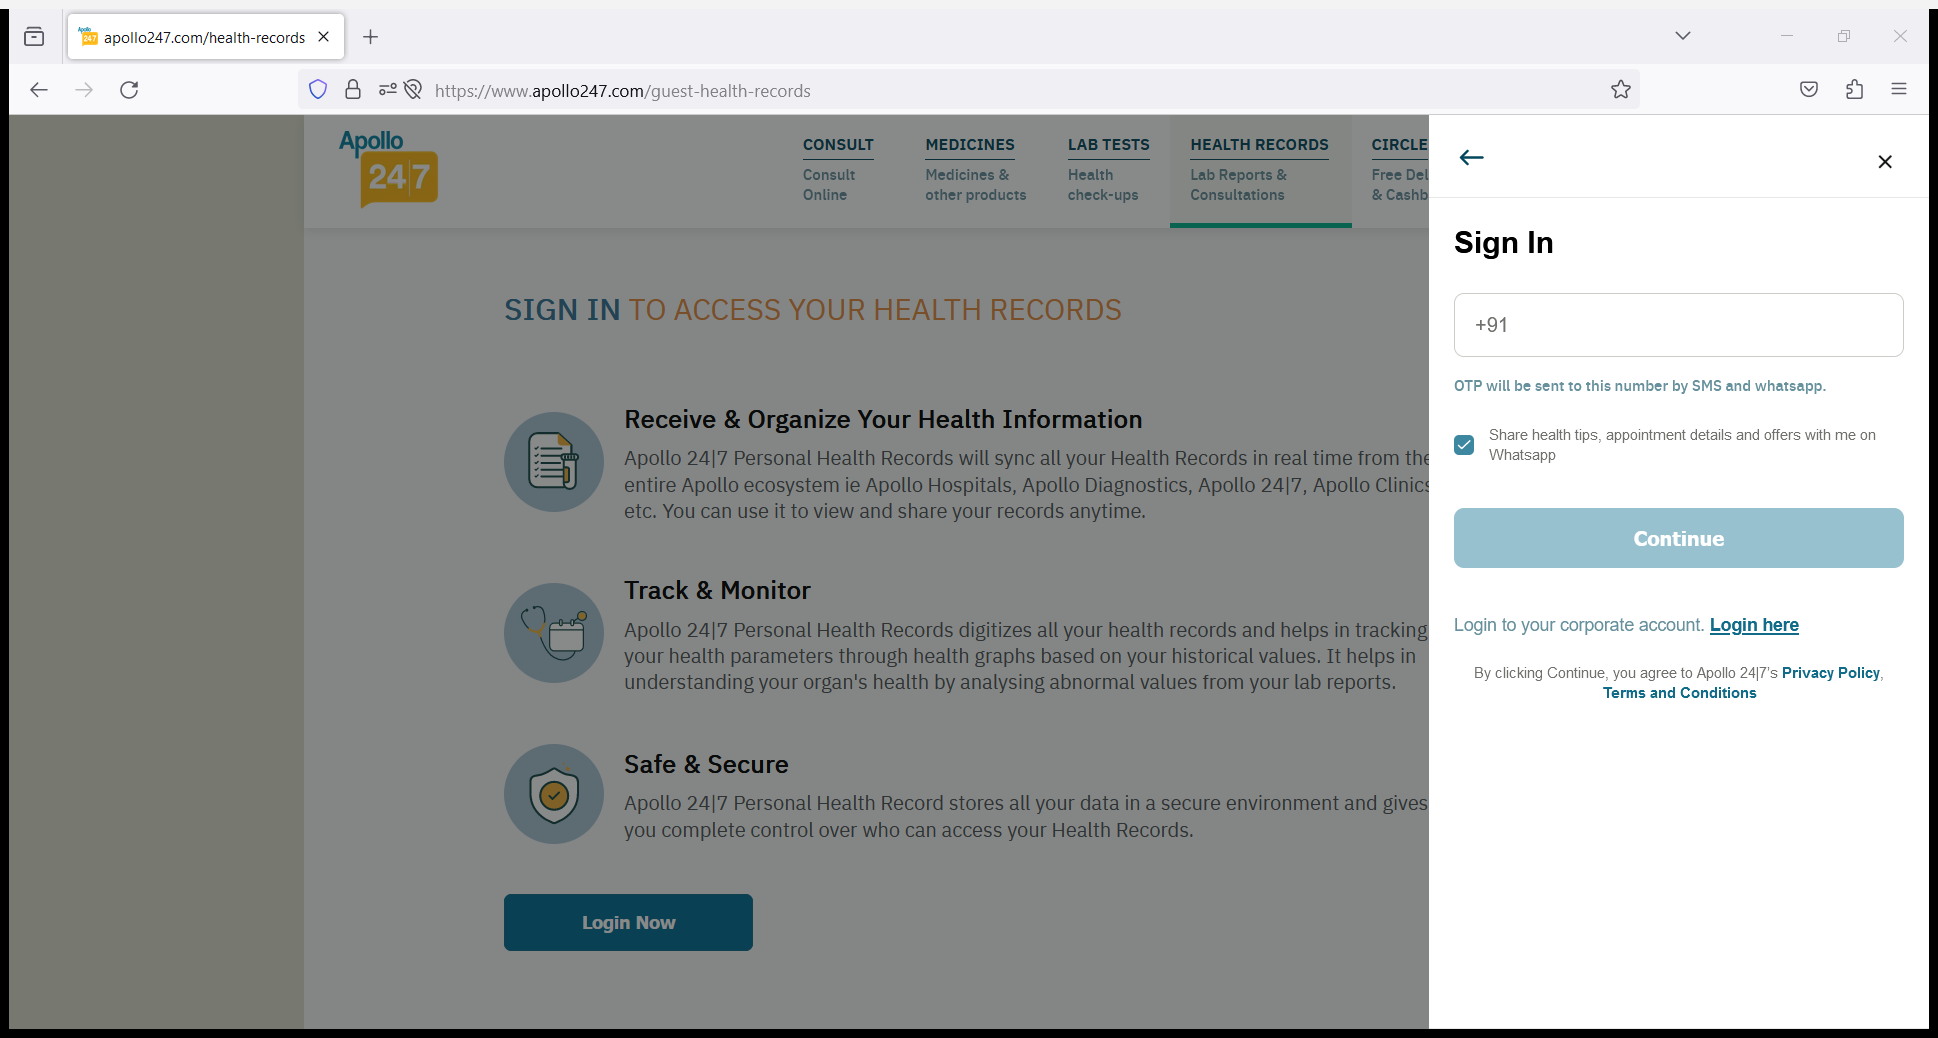 apollo247.com/health-records
https://www.apollo247.com/guest-health-records
Apollo
24|7
CONSULT
Consult
Online
MEDICINES
Medicines &
other products
LAB TESTS
Health
check-ups
HEALTH RECORDS
Lab Reports &
Consultations
CIRCLE
Free Del
& Cashb
SIGN IN TO ACCESS YOUR HEALTH RECORDS
Receive & Organize Your Health Information
Apollo 24|7 Personal Health Records will sync all your Health Records in real time from the
entire Apollo ecosystem ie Apollo Hospitals, Apollo Diagnostics, Apollo 24|7, Apollo Clinics
etc. You can use it to view and share your records anytime.
Track & Monitor
Apollo 24|7 Personal Health Records digitizes all your health records and helps in tracking
your health parameters through health graphs based on your historical values. It helps in
understanding your organ's health by analysing abnormal values from your lab reports.
Safe & Secure
Apollo 24|7 Personal Health Record stores all your data in a secure environment and gives
you complete control over who can access your Health Records.
Login Now
Sign In
+91
OTP will be sent to this number by SMS and whatsapp.
Share health tips, appointment details and offers with me on
Whatsapp
Continue
Login to your corporate account. Login here
By clicking Continue, you agree to Apollo 24|7's Privacy Policy,
Terms and Conditions